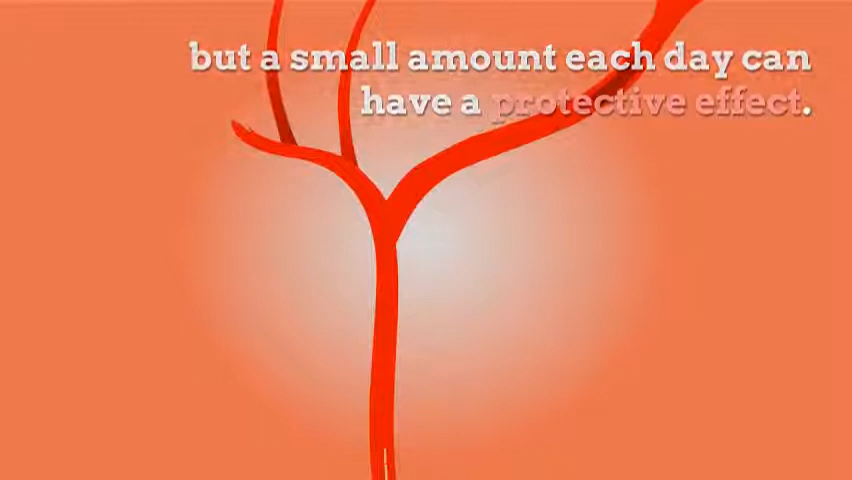 but a small amount each day can
have a protective effect.